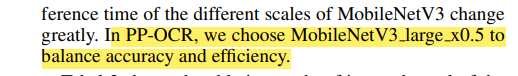 ference time of the different scales of MobileNetV3 change
greatly. In PP-OCR, we choose MobileNetV3_large_x0.5 to
balance accuracy and efficiency.